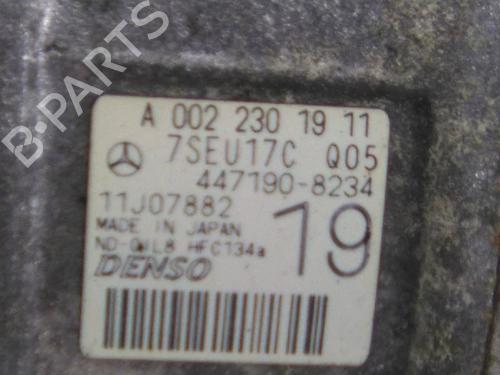 B-PARTS
A 002 230 19 11
7SEU17C Q05
447190-8234
11J07882
19
MADE IN JAPAN
ND-OIL8 HFC134a
DENSO